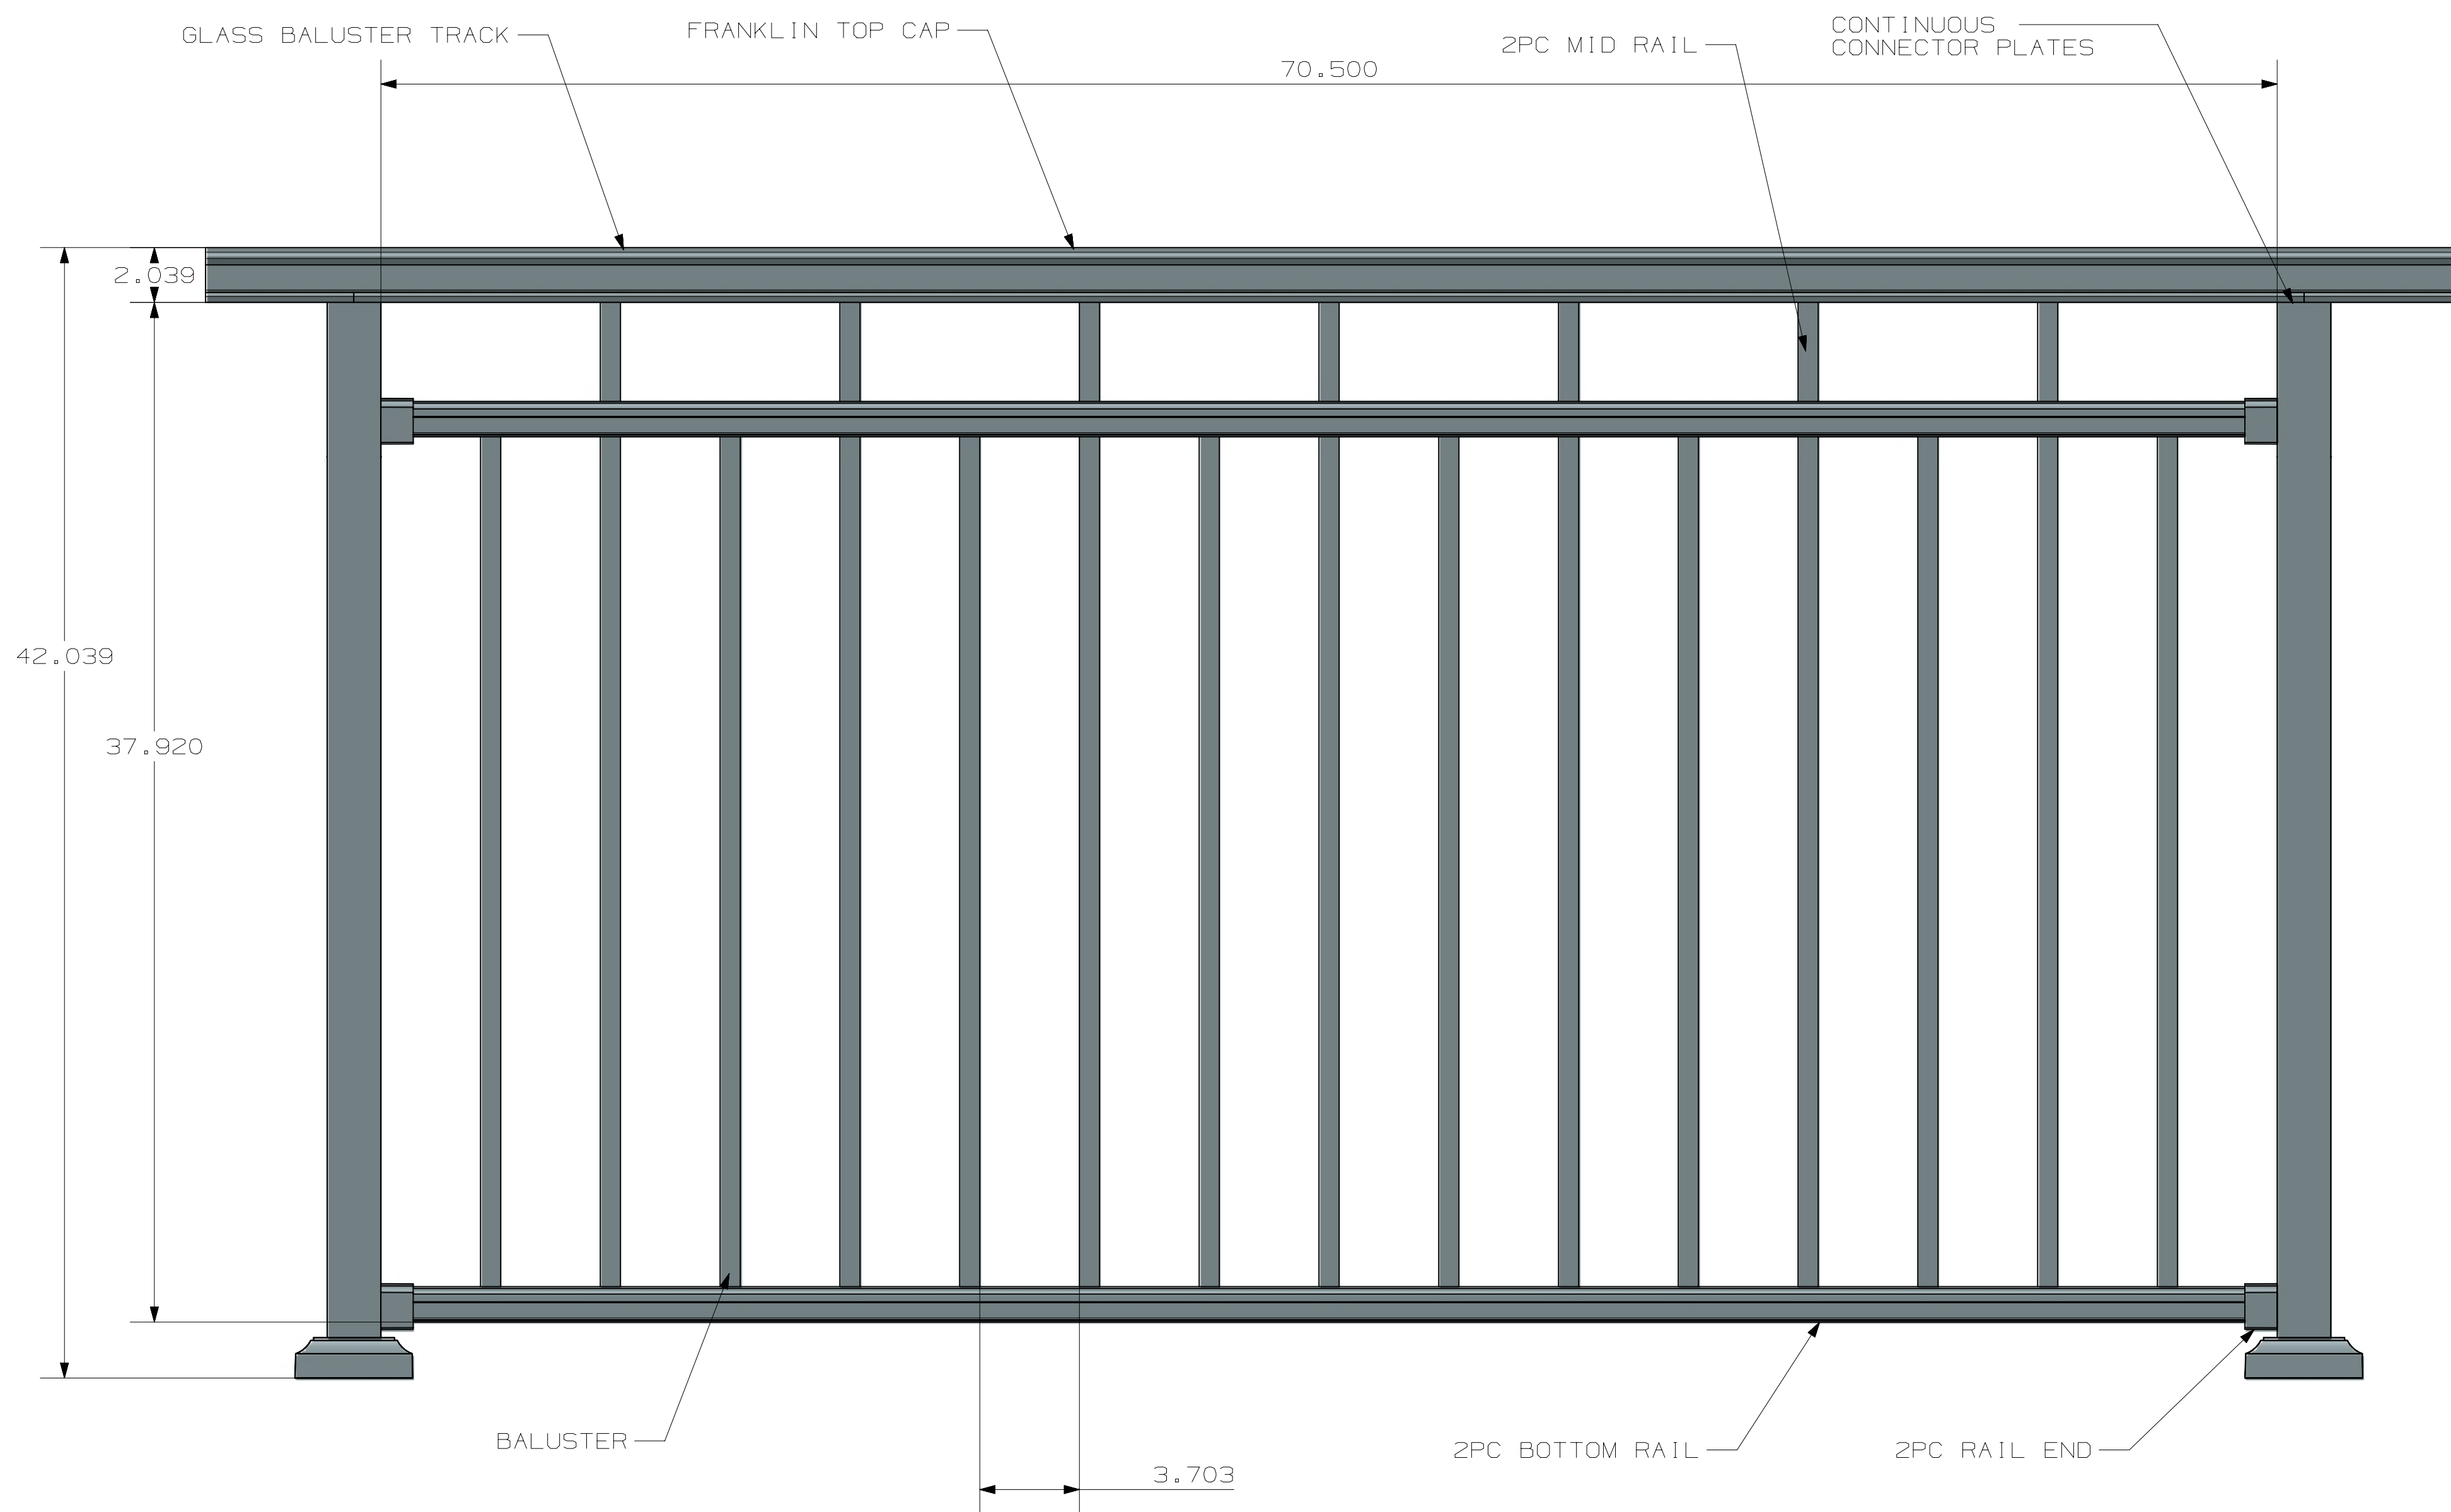 GLASS BALUSTER TRACK
FRANKLIN TOP CAP
2PC MID RAIL
CONTINUOUS
CONNECTOR PLATES
70.500
2.039
42.039
37.920
BALUSTER
2PC BOTTOM RAIL
2PC RAIL END
3.703